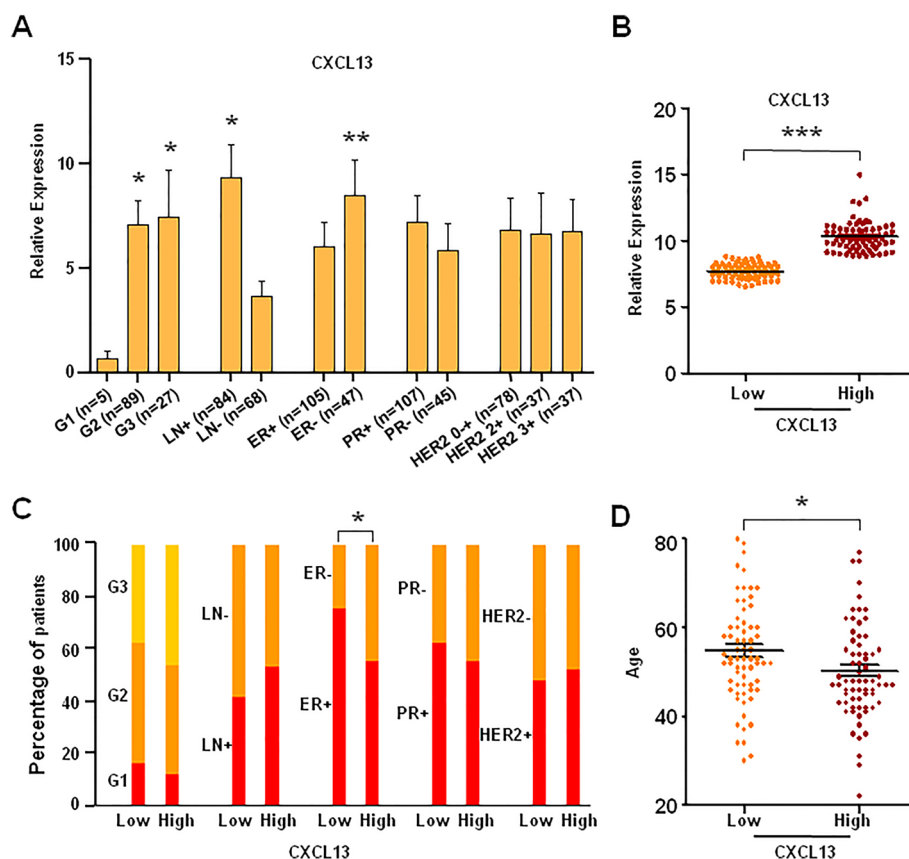 A
CXCL13
Relative Expression
15
10
5
0
*
*
*
**
G1 (n=5)
G2 (n=89)
G3 (n=27)
LN+ (n=84)
LN- (n=68)
ER+ (n=105)
ER- (n=47)
PR+ (n=107)
PR- (n=45)
HER2 0-+ (n=78)
HER2 2+ (n=37)
HER2 3+ (n=37)
B
CXCL13
***
Relative Expression
20
15
10
5
0
Low
High
CXCL13
C
Percentage of patients
100
80
60
40
20
0
*
G3
G2
G1
LN-
LN+
ER-
ER+
PR-
PR+
HER2-
HER2+
Low High
Low High
Low High
Low High
Low High
CXCL13
D
*
Age
80
60
40
20
Low
High
CXCL13